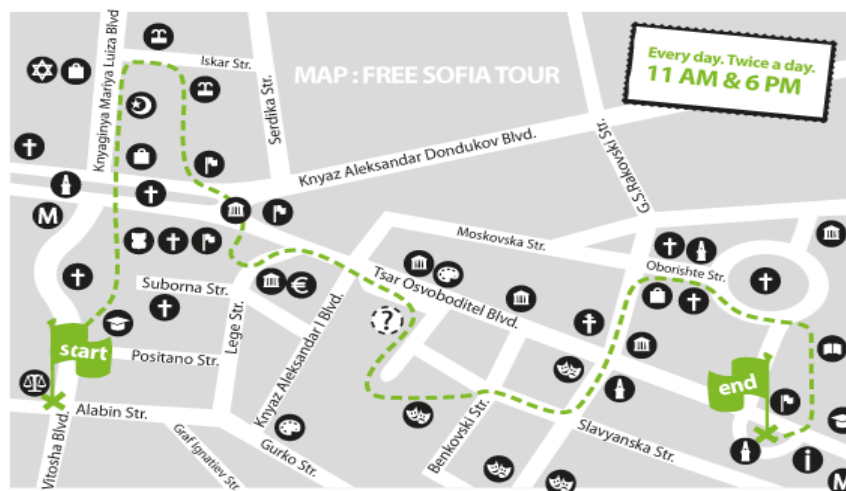 Every day. Twice a day.
11 AM & 6 PM
MAP : FREE SOFIA TOUR
Knyaginya Mariya Luiza Blvd
Iskar Str.
Serdika Str.
Knyaz Aleksandar Dondukov Blvd.
G.S.Rakovski Str.
M
Moskovska Str.
Oborishte Str.
Suborna Str.
€
Tsar Osvoboditel Blvd.
Lege Str.
Knyaz Aleksandar I Blvd.
?
start
Positano Str.
end
Alabin Str.
Vitosha Blvd.
Graf Ignatiev Str.
Gurko Str.
Benkovski Str.
Slavyanska Str.
i
M